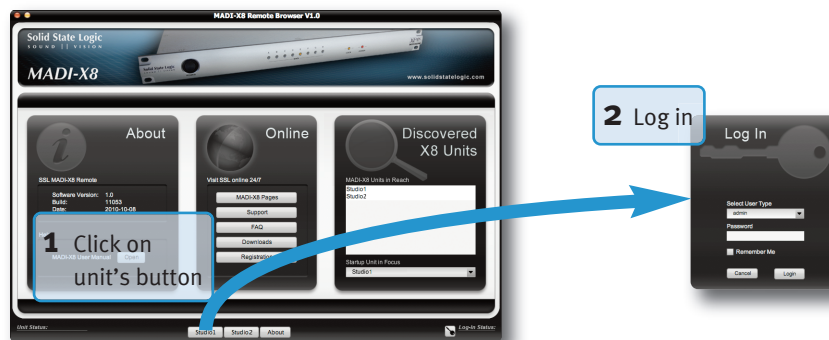 MADI-X8 Remote Browser V1.0
Solid State Logic
SOUND || VISION
MADI-X8
www.solidstatelogic.com
About
SSL MADI-X8 Remote
Software Version: 1.0
Build: 11053
Date: 2010-10-08
MADI-X8 User Manual Open
1 Click on
unit's button
Online
Visit SSL online 24/7
MADI-X8 Pages
Support
FAQ
Downloads
Registration
Discovered
X8 Units
MADI-X8 Units in Reach
Studio1
Studio2
Startup Unit in Focus
Studio1
Unit Status:
Studio1 Studio2 About
Log-in Status:
2 Log in
Log In
Select User Type
admin
Password
Remember Me
Cancel Login